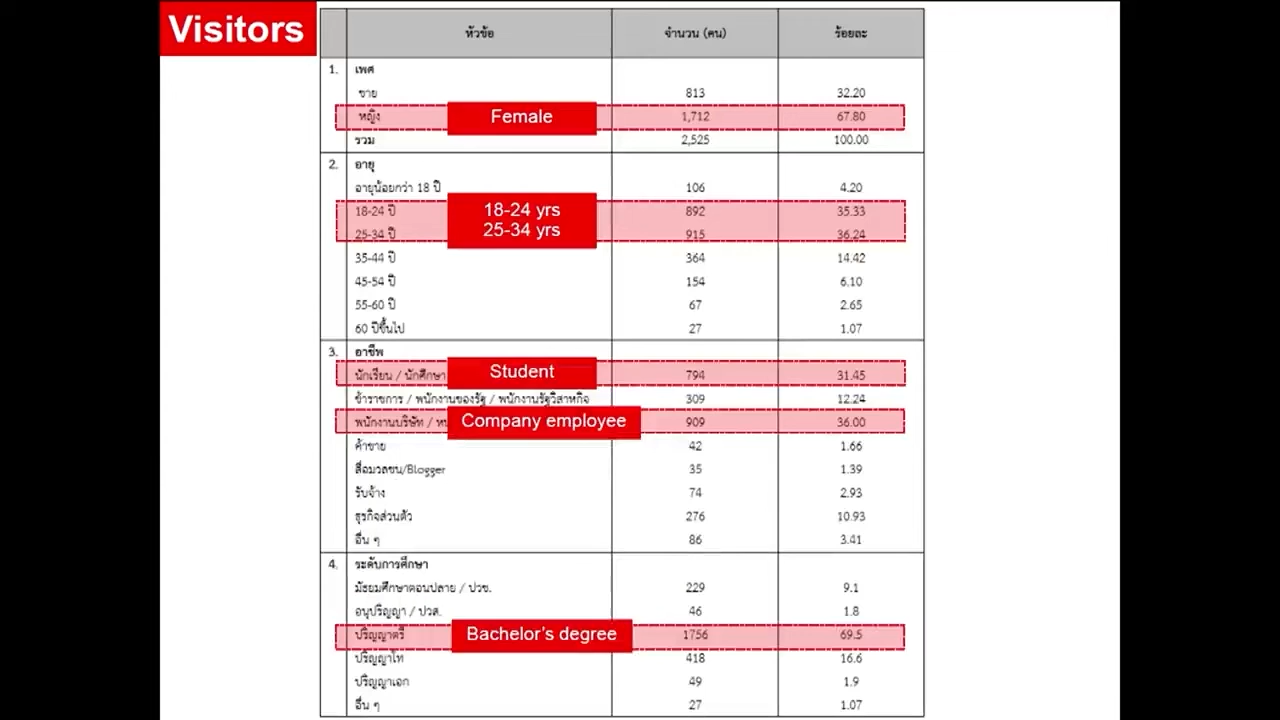 Visitors
หัวข้อ จำนวน (คน) ร้อยละ
1. เพศ
ชาย 813 32.20
หญิง Female 1,712 67.80
รวม 2,525 100.00
2. อายุ
อายุน้อยกว่า 18 ปี 106 4.20
18-24 ปี 18-24 yrs 892 35.33
25-34 ปี 25-34 yrs 915 36.24
35-44 ปี 364 14.42
45-54 ปี 154 6.10
55-60 ปี 67 2.65
60 ปีขึ้นไป 27 1.07
3. อาชีพ
นักเรียน / นักศึกษา Student 794 31.45
ข้าราชการ / พนักงานของรัฐ / พนักงานรัฐวิสาหกิจ 309 12.24
พนักงานบริษัท / Company employee 909 36.00
ค้าขาย 42 1.66
สื่อมวลชน/Blogger 35 1.39
รับจ้าง 74 2.93
ธุรกิจส่วนตัว 276 10.93
อื่น ๆ 86 3.41
4. ระดับการศึกษา
มัธยมศึกษาตอนปลาย / ปวช. 229 9.1
อนุปริญญา / ปวส. 46 1.8
ปริญญาตรี Bachelor's degree 1756 69.5
ปริญญาโท 418 16.6
ปริญญาเอก 49 1.9
อื่น ๆ 27 1.07